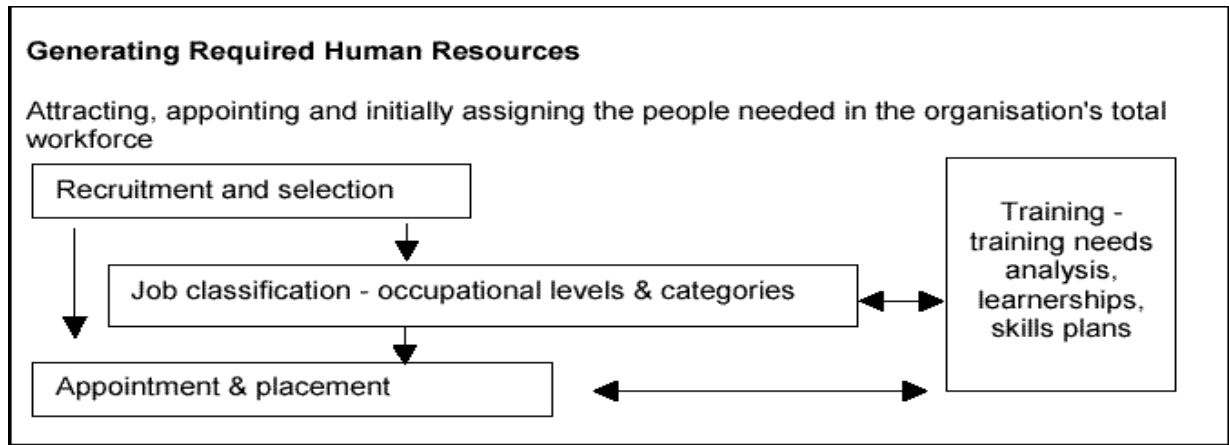 Generating Required Human Resources
Attracting, appointing and initially assigning the people needed in the organisation's total
workforce
Recruitment and selection
Job classification - occupational levels & categories
Appointment & placement
Training -
training needs
analysis,
learnerships,
skills plans